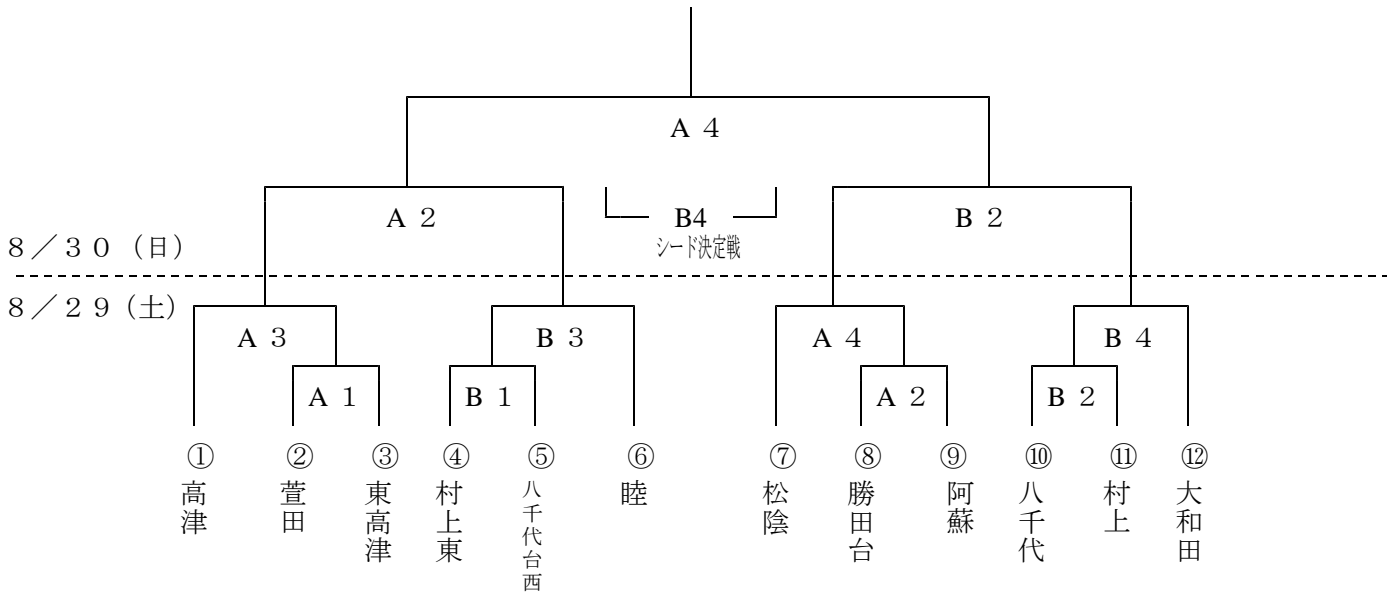 Ａ ４
Ａ ２
B4
Ｂ ２
シード決定戦
８／３０（日）
８／２９（土）
Ａ ３
Ｂ ３
Ａ ４
Ｂ ４
Ａ １
Ｂ １
Ａ ２
Ｂ ２
① ② ③ ④ ⑤ ⑥ ⑦ ⑧ ⑨ ⑩ ⑪ ⑫
高津
萱田
東高津
村上東
八千代台西
睦
松陰
勝田台
阿蘇
八千代
村上
大和田